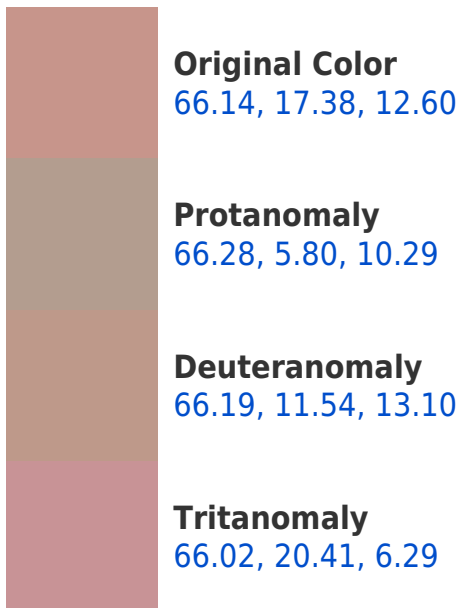 Original Color
66.14, 17.38, 12.60
Protanomaly
66.28, 5.80, 10.29
Deuteranomaly
66.19, 11.54, 13.10
Tritanomaly
66.02, 20.41, 6.29